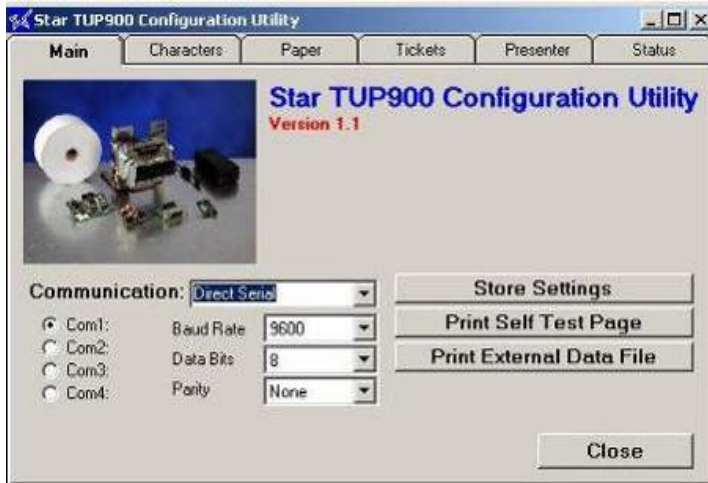 Star TUP900 Configuration Utility
Main Characters Paper Tickets Presenter Status
Star TUP900 Configuration Utility
Version 1.1
Communication: Direct Serial
Com1:
Com2:
Com3:
Com4:
Baud Rate 9600
Data Bits 8
Parity None
Store Settings
Print Self Test Page
Print External Data File
Close